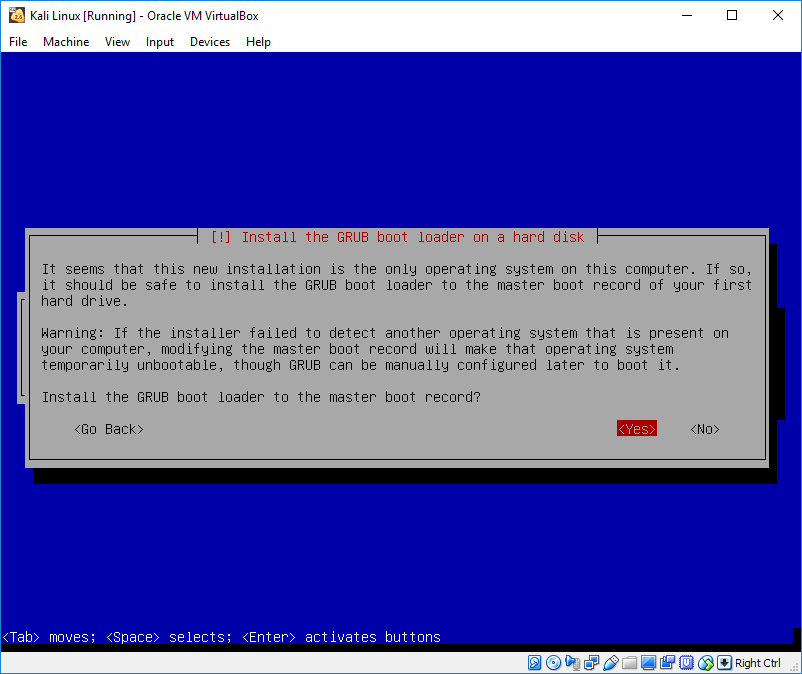 Kali Linux [Running] - Oracle VM VirtualBox
File Machine View Input Devices Help
[!] Install the GRUB boot loader on a hard disk
It seems that this new installation is the only operating system on this computer. If so,
it should be safe to install the GRUB boot loader to the master boot record of your first
hard drive.
Warning: If the installer failed to detect another operating system that is present on
your computer, modifying the master boot record will make that operating system
temporarily unbootable, though GRUB can be manually configured later to boot it.
Install the GRUB boot loader to the master boot record?
<Go Back> <Yes> <No>
<Tab> moves; <Space> selects; <Enter> activates buttons
Right Ctrl